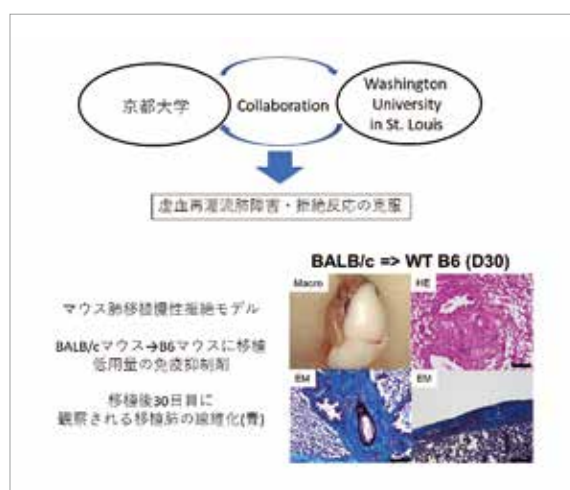 京都大学
Collaboration
Washington
University
in St. Louis
虚血再灌流肺障害・拒絶反応の克服
BALB/c => WT B6 (D30)
Macro
HE
マウス肺移植慢性拒絶モデル
BALB/cマウス→B6マウスに移植
低用量の免疫抑制剤
移植後30日目に
観察される移植肺の線維化(青)
EM
EM